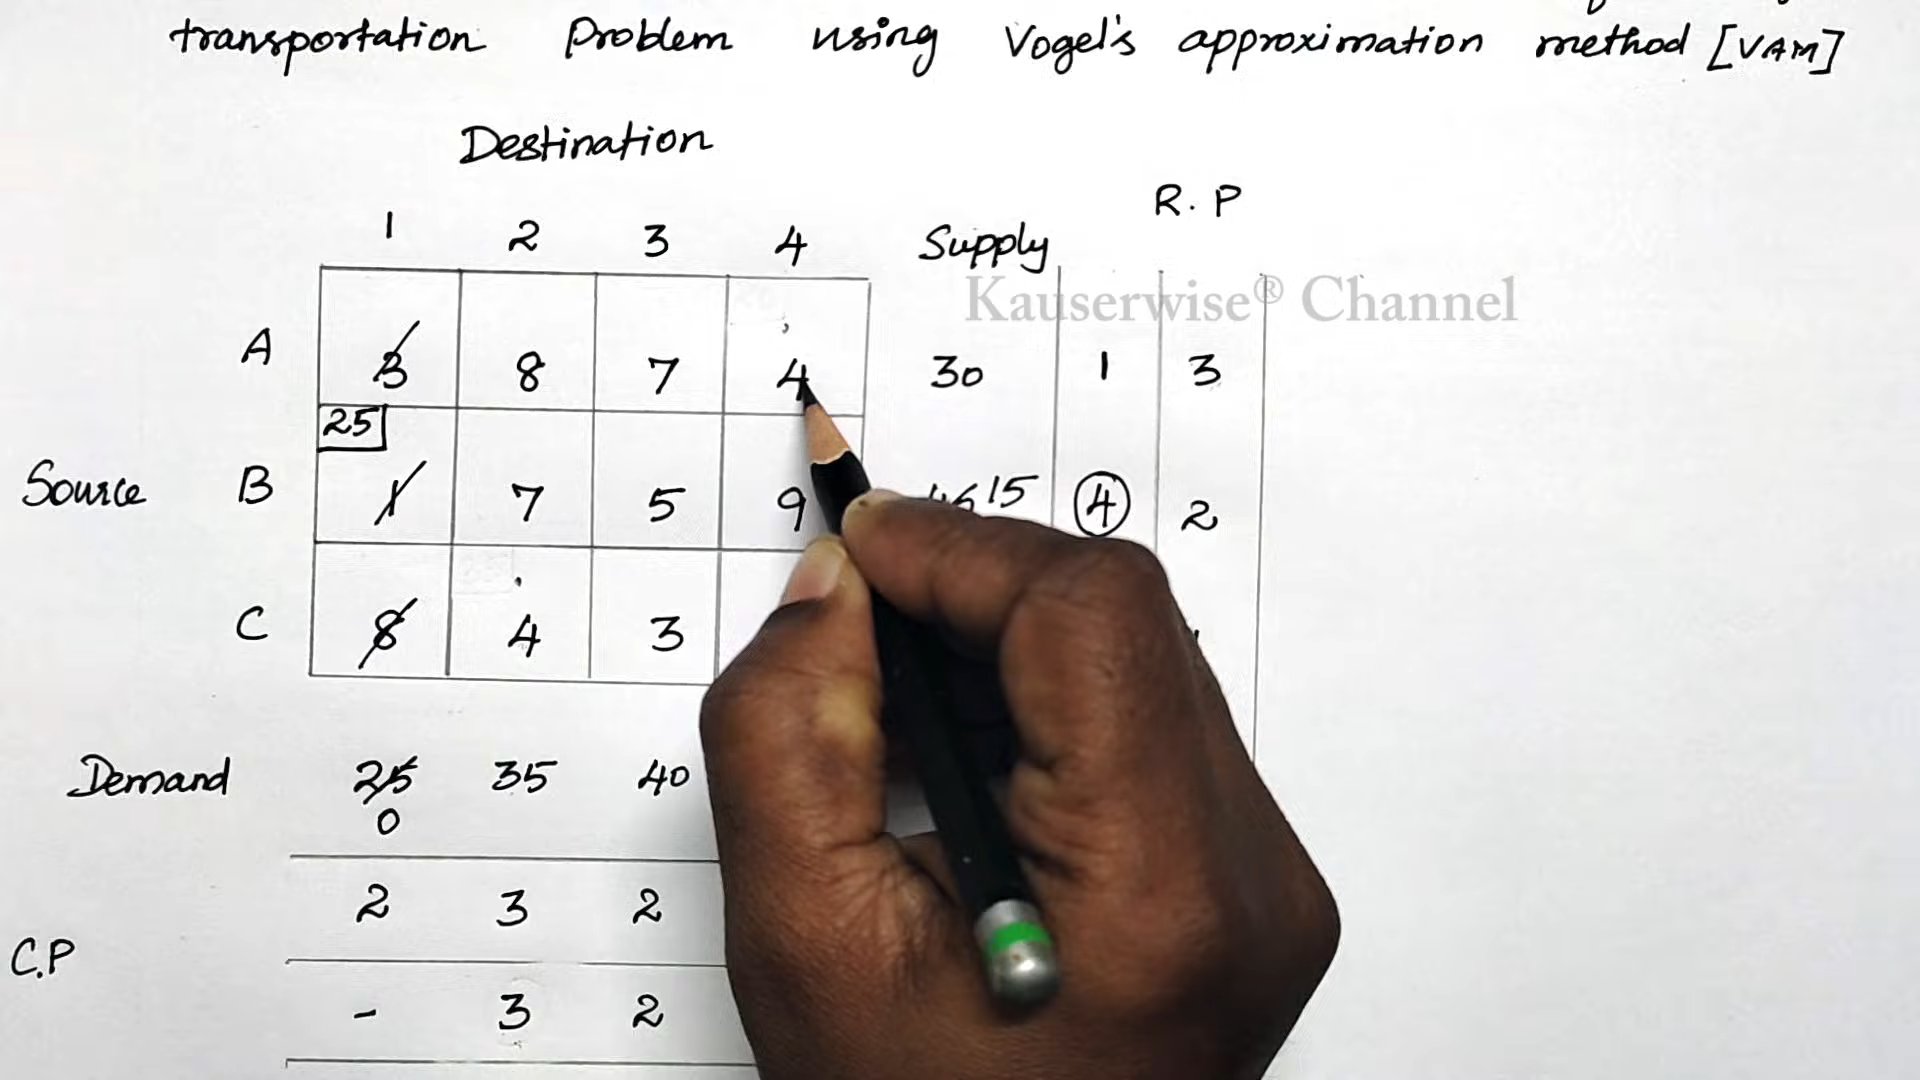 transportation Problem using Vogel's approximation method [VAM]
Destination
R. P
1 2 3 4 Supply
Kauserwise® Channel
A 3 8 7 4 30 1 3
25
Source B 1 7 5 9 15 4 2
C 8 4 3
Demand 25 35 40
0
2 3 2
C.P
- 3 2